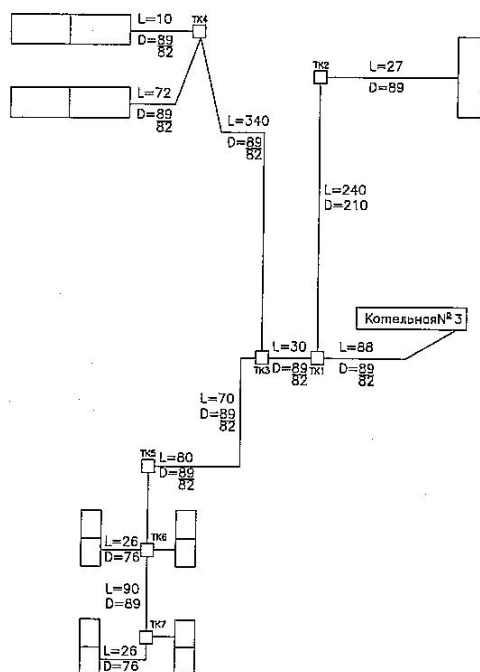 L=10
D=89
82
ТК4
L=72
D=89
82
L=340
D=89
82
ТК2
L=27
D=89
L=240
D=210
Котельная№3
L=30
D=89
82
ТК3
ТК1
L=88
D=89
82
L=70
D=89
82
ТК5
L=80
D=89
82
L=26
D=76
ТК6
L=90
D=89
ТК7
L=26
D=76